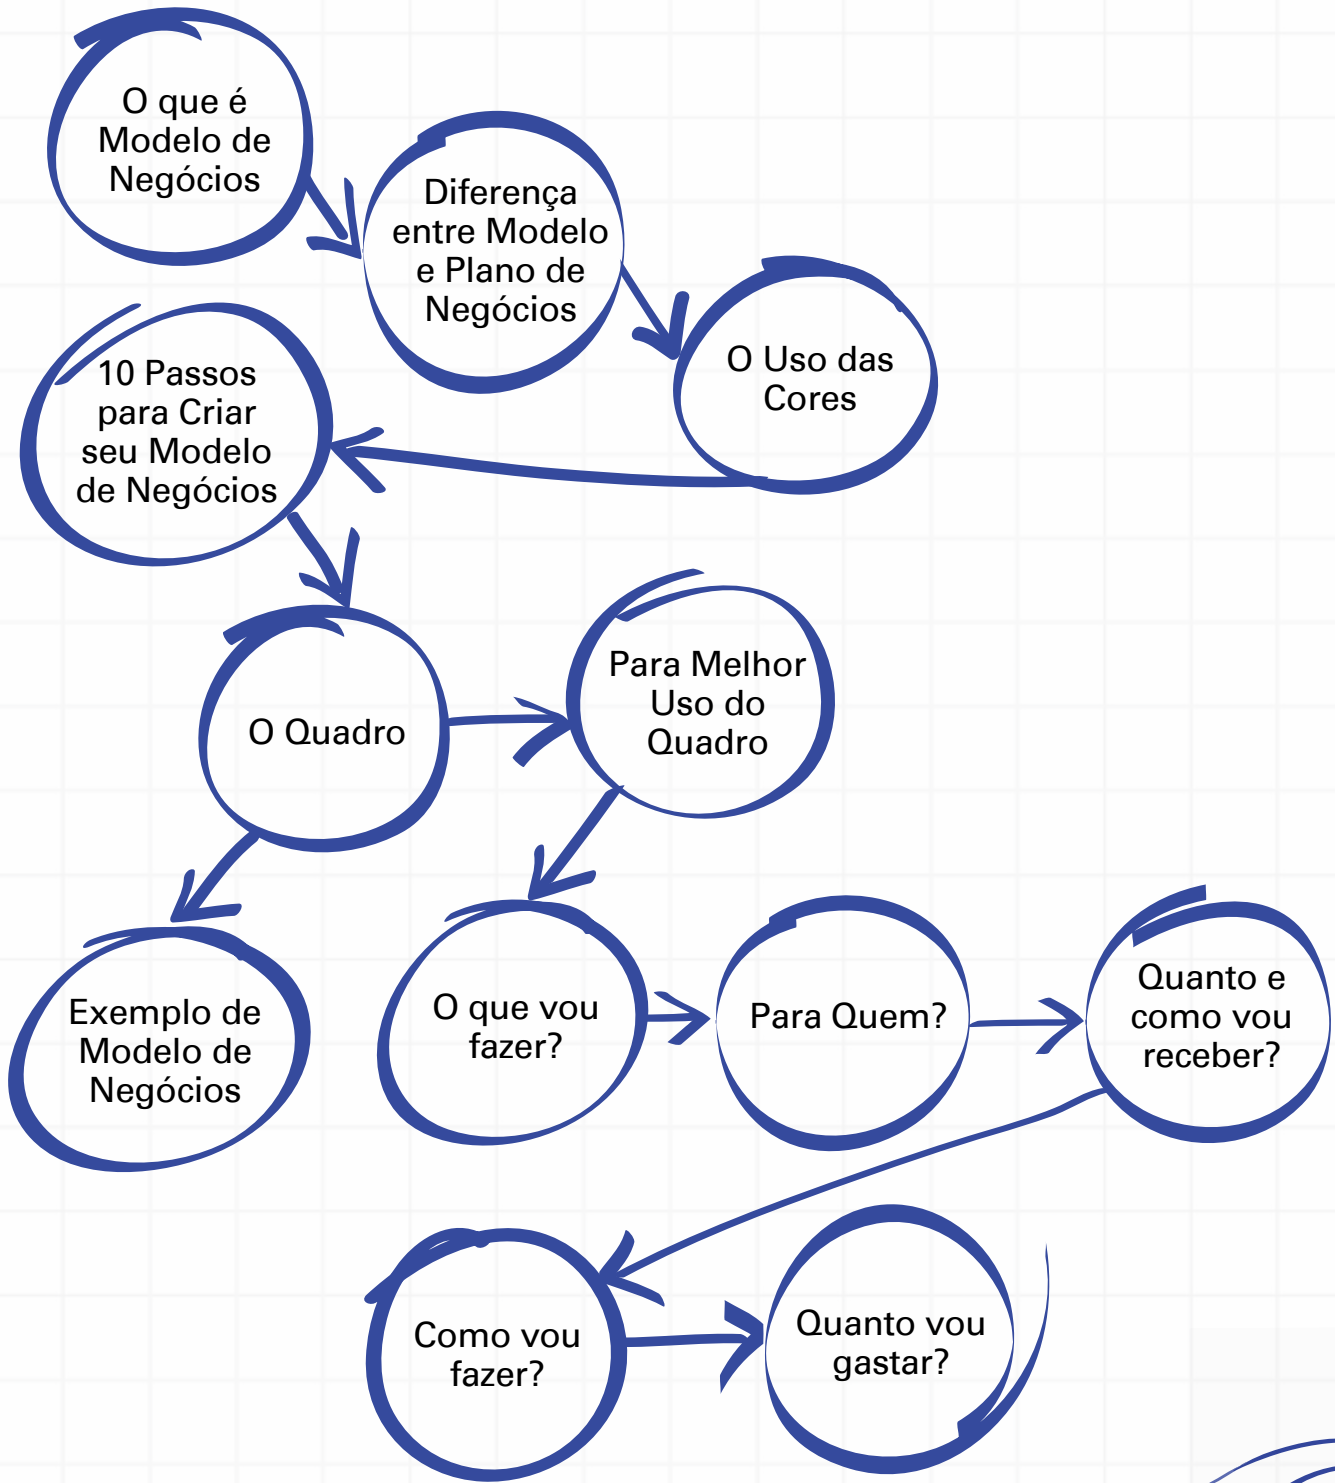 O que é
Modelo de
Negócios
Diferença
entre Modelo
e Plano de
Negócios
O Uso das
Cores
10 Passos
para Criar
seu Modelo
de Negócios
O Quadro
Para Melhor
Uso do
Quadro
Exemplo de
Modelo de
Negócios
O que vou
fazer?
Para Quem?
Quanto e
como vou
receber?
Como vou
fazer?
Quanto vou
gastar?